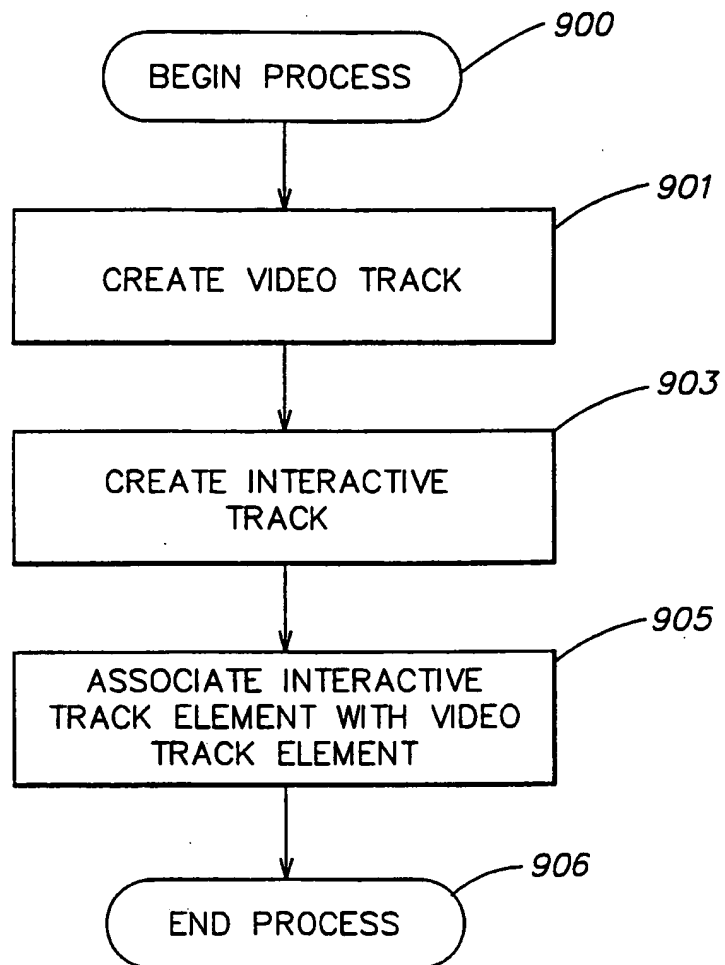 900
BEGIN PROCESS
901
CREATE VIDEO TRACK
903
CREATE INTERACTIVE
TRACK
905
ASSOCIATE INTERACTIVE
TRACK ELEMENT WITH VIDEO
TRACK ELEMENT
906
END PROCESS